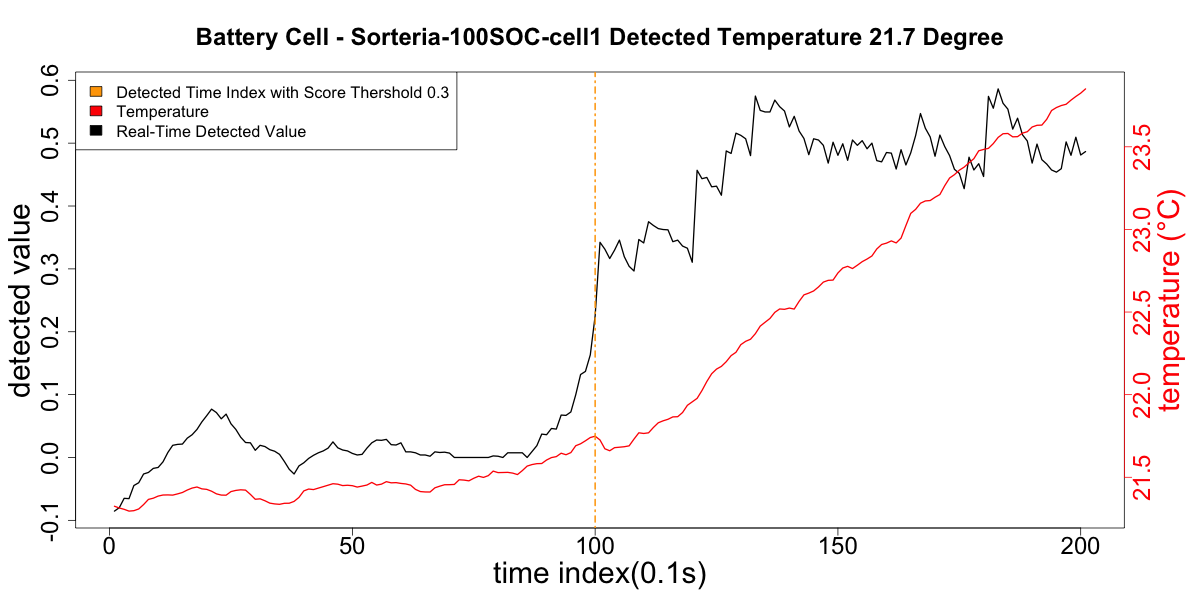 Battery Cell - Sorteria-100SOC-cell1 Detected Temperature 21.7 Degree
Detected Time Index with Score Thershold 0.3
Temperature
Real-Time Detected Value
detected value
-0.1
0.0
0.1
0.2
0.3
0.4
0.5
0.6
0
50
100
150
200
time index(0.1s)
21.5
22.0
22.5
23.0
23.5
temperature (°C)